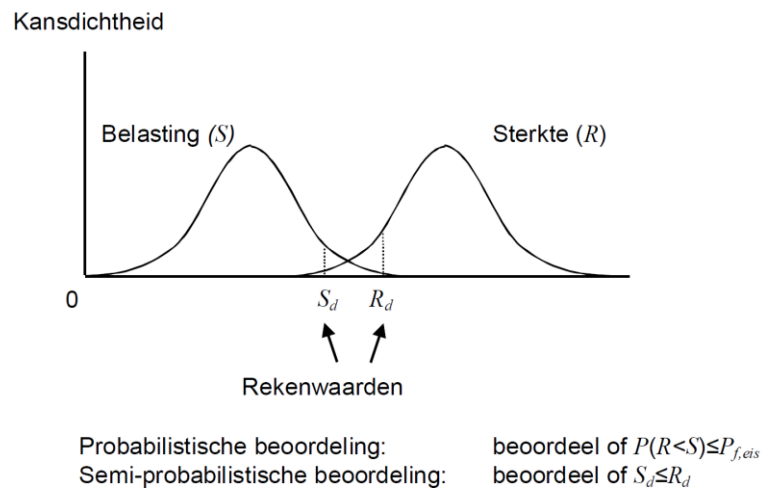 Kansdichtheid
Belasting (S)
Sterkte (R)
0
S_d
R_d
Rekenwaarden
Probabilistische beoordeling: beoordeel of P(R<S)≤P_{f,eis}
Semi-probabilistische beoordeling: beoordeel of S_d≤R_d